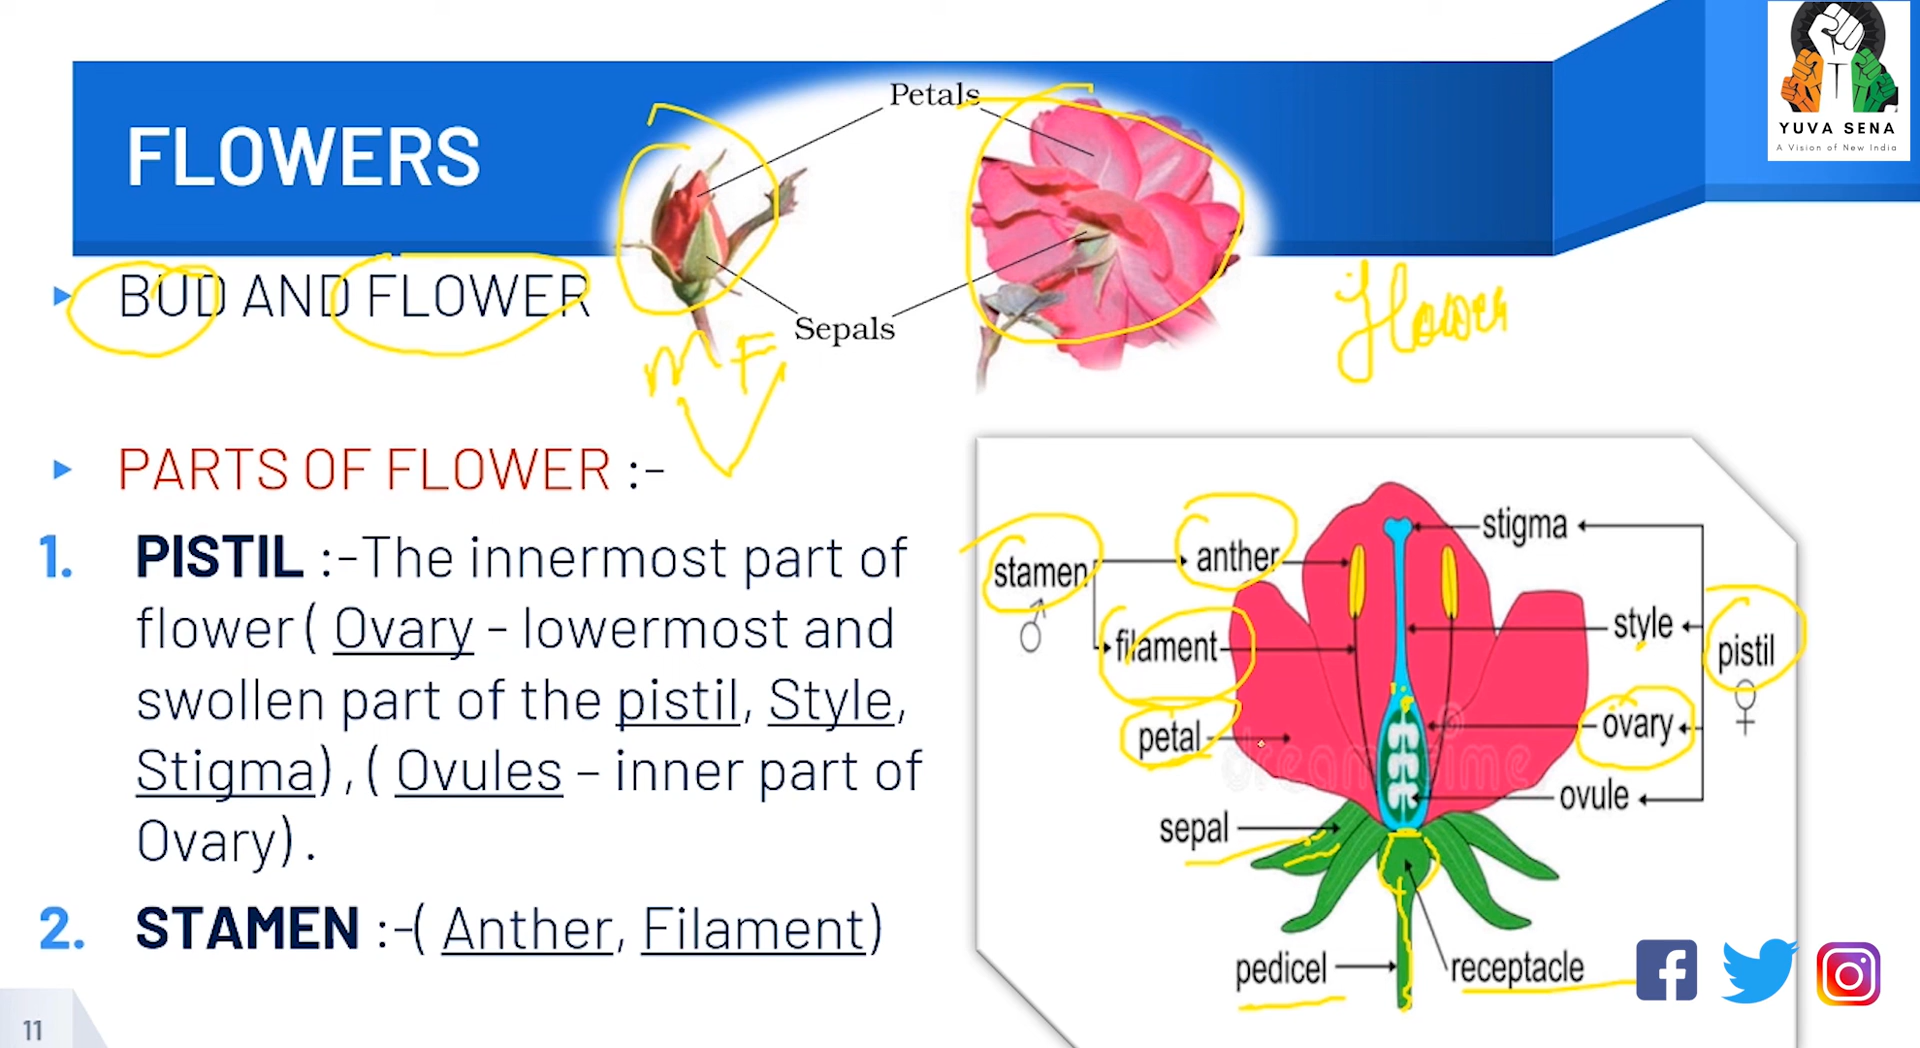 YUVA SENA
A Vision of New India
Petals
FLOWERS
BUD AND FLOWER
Sepals
Flower
M F
PARTS OF FLOWER :-
1. PISTIL :-The innermost part of
flower ( Ovary - lowermost and
swollen part of the pistil, Style,
Stigma) , ( Ovules – inner part of
Ovary) .
2. STAMEN :-( Anther, Filament)
stigma
anther
stamen
♂
filament
style
pistil
♀
petal
ovary
ovule
sepal
pedicel
receptacle
dreamstime
11